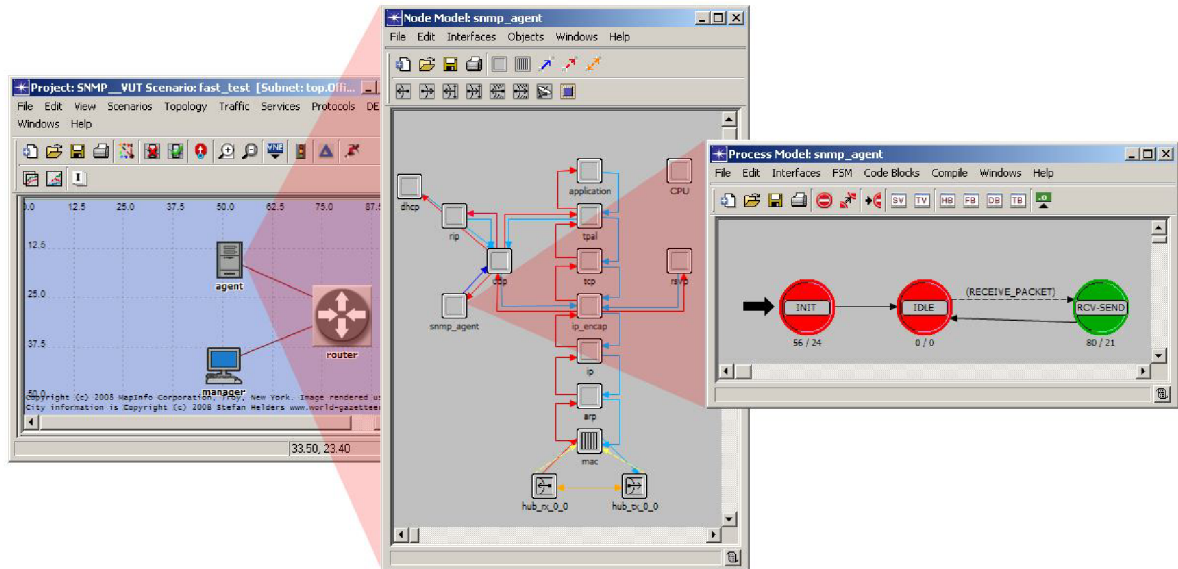 Project: SNMP__VUT Scenario: fast_test [Subnet: top.Offi...
File Edit View Scenarios Topology Traffic Services Protocols DE
Windows Help
0.0 12.5 25.0 37.5 50.0 62.5 75.0 87.5
12.5
25.0
37.5
50.0
agent
router
manager
Copyright (c) 2008 MapInfo Corporation, Troy, New York. Image rendered us
City information is Copyright (c) 2008 Stefan Helders www.world-gazetteer
33.50, 23.40
Node Model: snmp_agent
File Edit Interfaces Objects Windows Help
application
CPU
dhcp
rip
tpal
udp
tcp
rsvp
snmp_agent
ip_encap
ip
arp
mac
hub_rx_0_0
hub_tx_0_0
Process Model: snmp_agent
File Edit Interfaces FSM Code Blocks Compile Windows Help
SV TV HB FB DB TB
(RECEIVE_PACKET)
INIT
IDLE
RCV-SEND
56 / 24
0 / 0
80 / 21